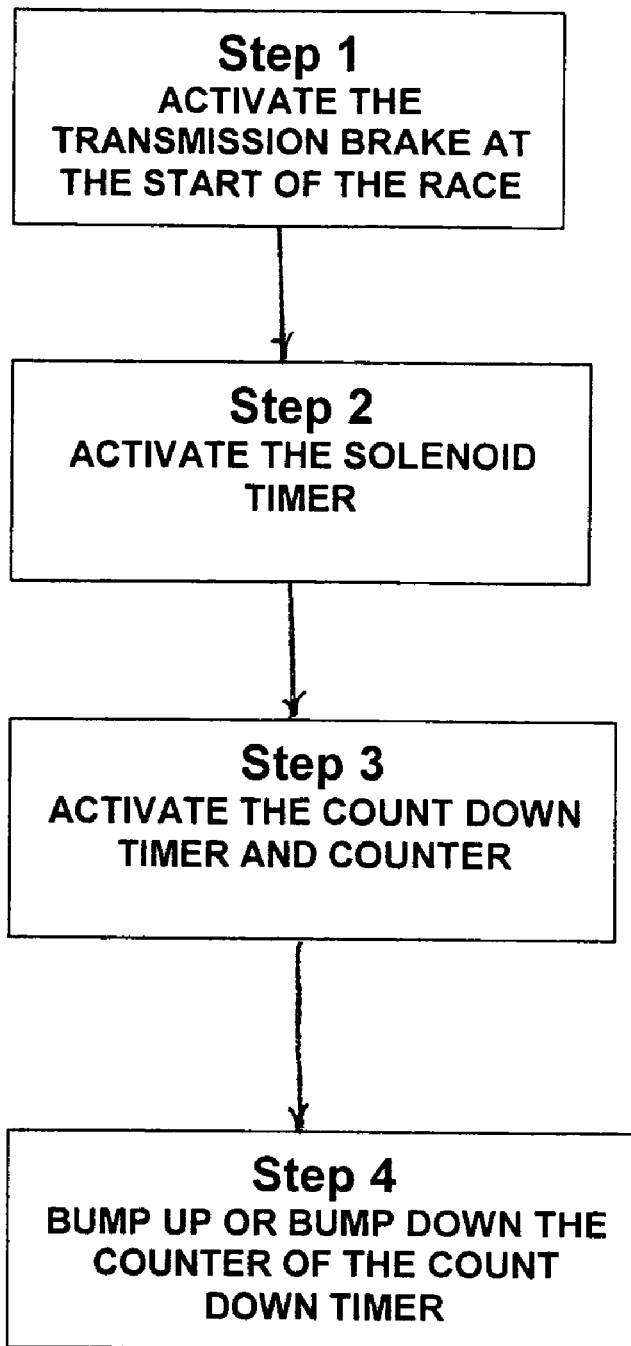 Step 1
ACTIVATE THE
TRANSMISSION BRAKE AT
THE START OF THE RACE
Step 2
ACTIVATE THE SOLENOID
TIMER
Step 3
ACTIVATE THE COUNT DOWN
TIMER AND COUNTER
Step 4
BUMP UP OR BUMP DOWN THE
COUNTER OF THE COUNT
DOWN TIMER